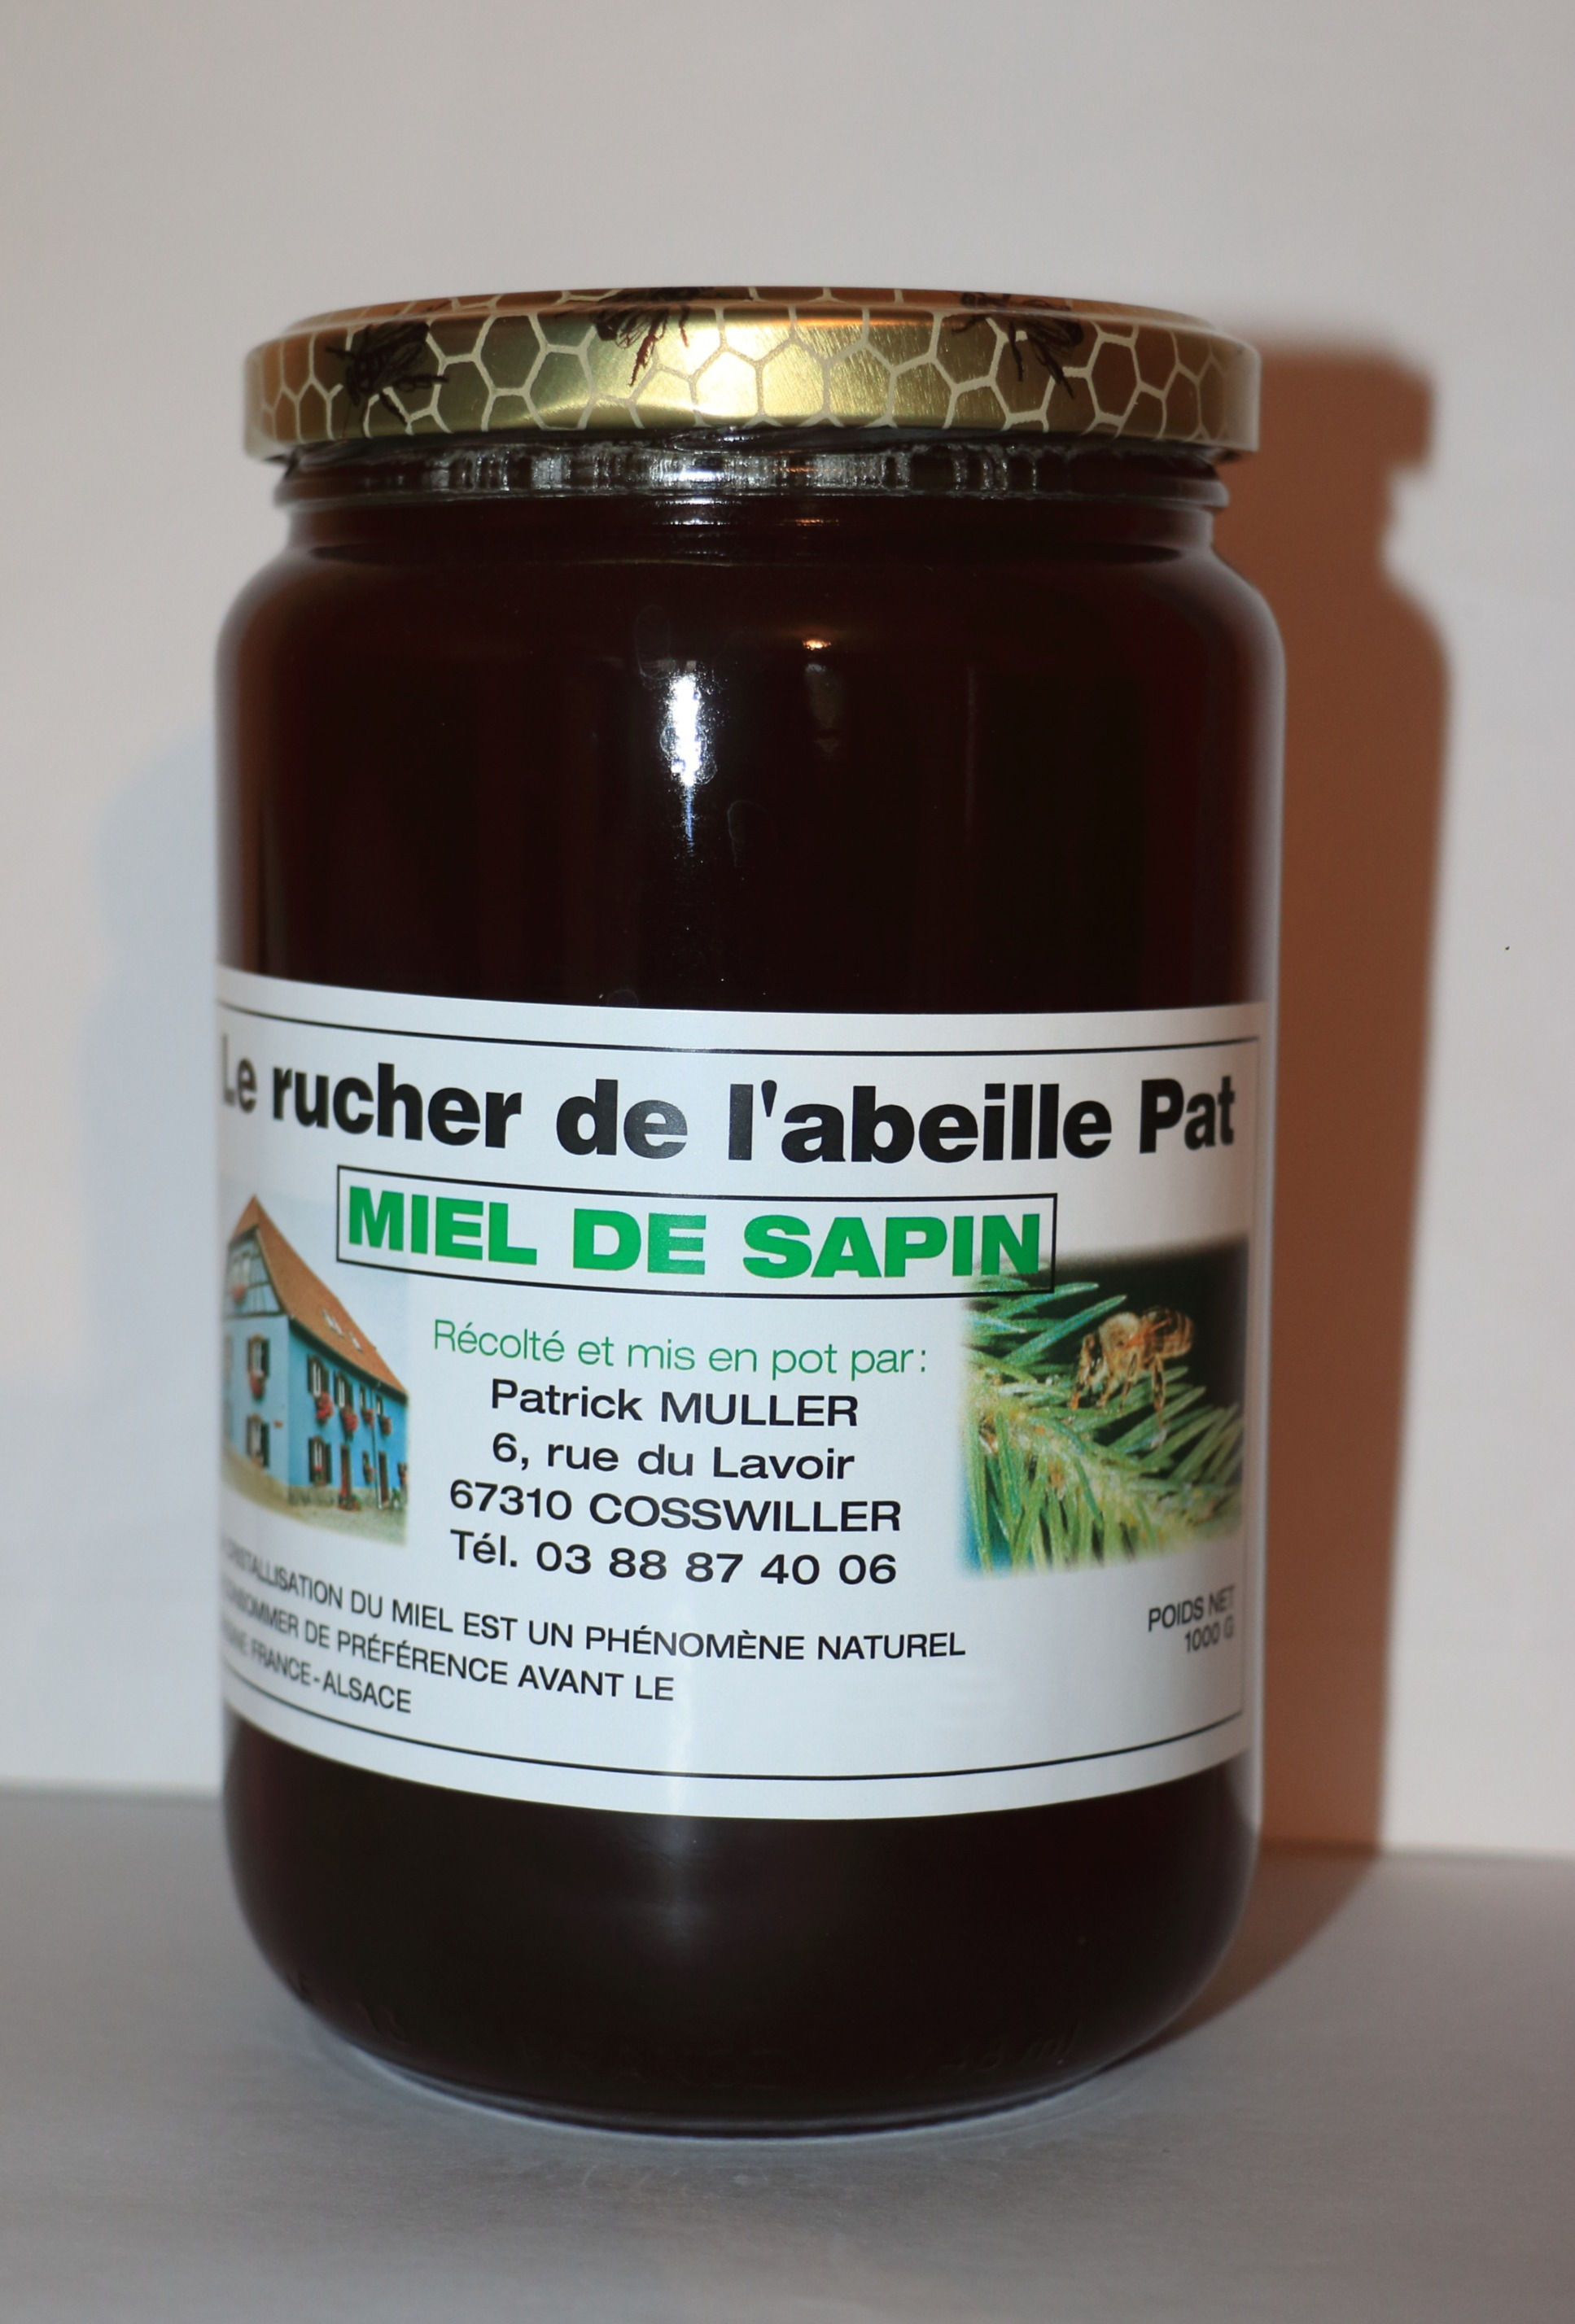 Le rucher de l'abeille Pat
MIEL DE SAPIN
Récolté et mis en pot par:
Patrick MULLER
6, rue du Lavoir
67310 COSSWILLER
Tél. 03 88 87 40 06
CRISTALLISATION DU MIEL EST UN PHÉNOMÈNE NATUREL
CONSOMMER DE PRÉFÉRENCE AVANT LE
FRANCE-ALSACE
POIDS NET
1000 G